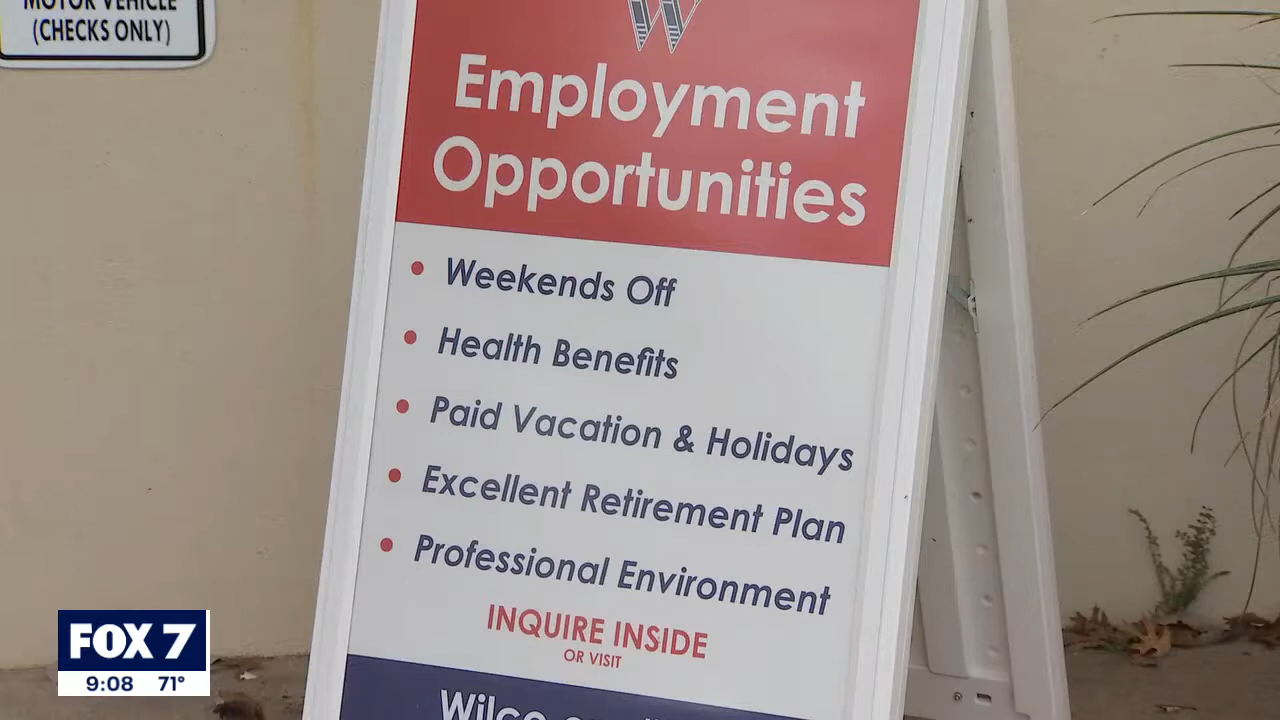 MOTOR VEHICLE
(CHECKS ONLY)
W
Employment
Opportunities
• Weekends Off
• Health Benefits
• Paid Vacation & Holidays
• Excellent Retirement Plan
• Professional Environment
INQUIRE INSIDE
OR VISIT
Wilco
FOX 7
9:08 71°